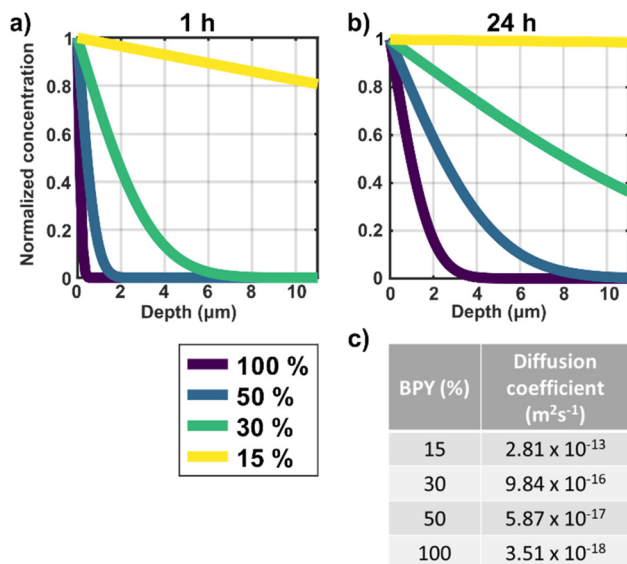 a)
1 h
b)
24 h
Normalized concentration
1
0.8
0.6
0.4
0.2
0
0 2 4 6 8 10
Depth (µm)
1
0.8
0.6
0.4
0.2
0
0 2 4 6 8 10
Depth (µm)
100 %
50 %
30 %
15 %
c)
BPY (%)
Diffusion
coefficient
(m²s⁻¹)
15 2.81 x 10⁻¹³
30 9.84 x 10⁻¹⁶
50 5.87 x 10⁻¹⁷
100 3.51 x 10⁻¹⁸